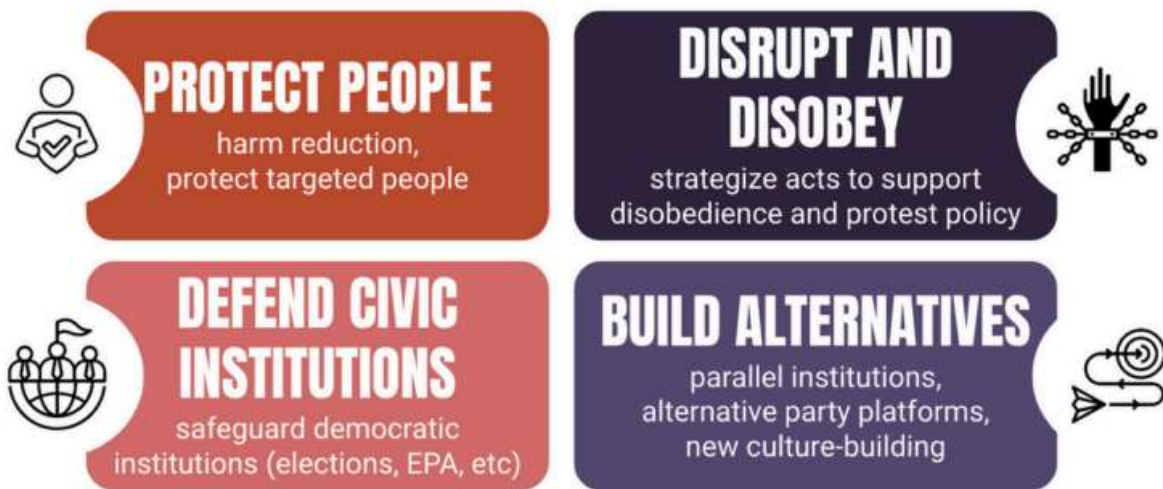 PROTECT PEOPLE
harm reduction,
protect targeted people
DISRUPT AND
DISOBEY
strategize acts to support
disobedience and protest policy
DEFEND CIVIC
INSTITUTIONS
safeguard democratic
institutions (elections, EPA, etc)
BUILD ALTERNATIVES
parallel institutions,
alternative party platforms,
new culture-building